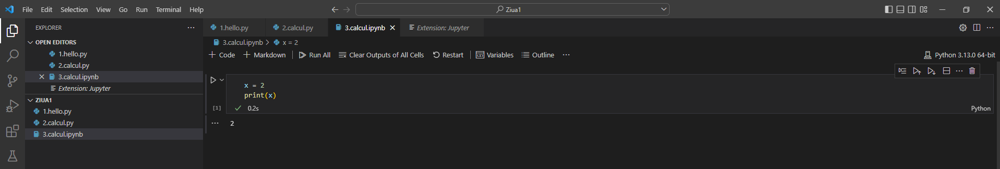 File Edit Selection View Go Run Terminal Help
Ziua1
EXPLORER
OPEN EDITORS
1.hello.py
2.calcul.py
3.calcul.ipynb
Extension: Jupyter
ZIUA1
1.hello.py
2.calcul.py
3.calcul.ipynb
1.hello.py 2.calcul.py 3.calcul.ipynb Extension: Jupyter
3.calcul.ipynb > x = 2
Code Markdown Run All Clear Outputs of All Cells Restart Variables Outline ... Python 3.13.0 64-bit
x = 2
print(x)
[1] 0.2s Python
2